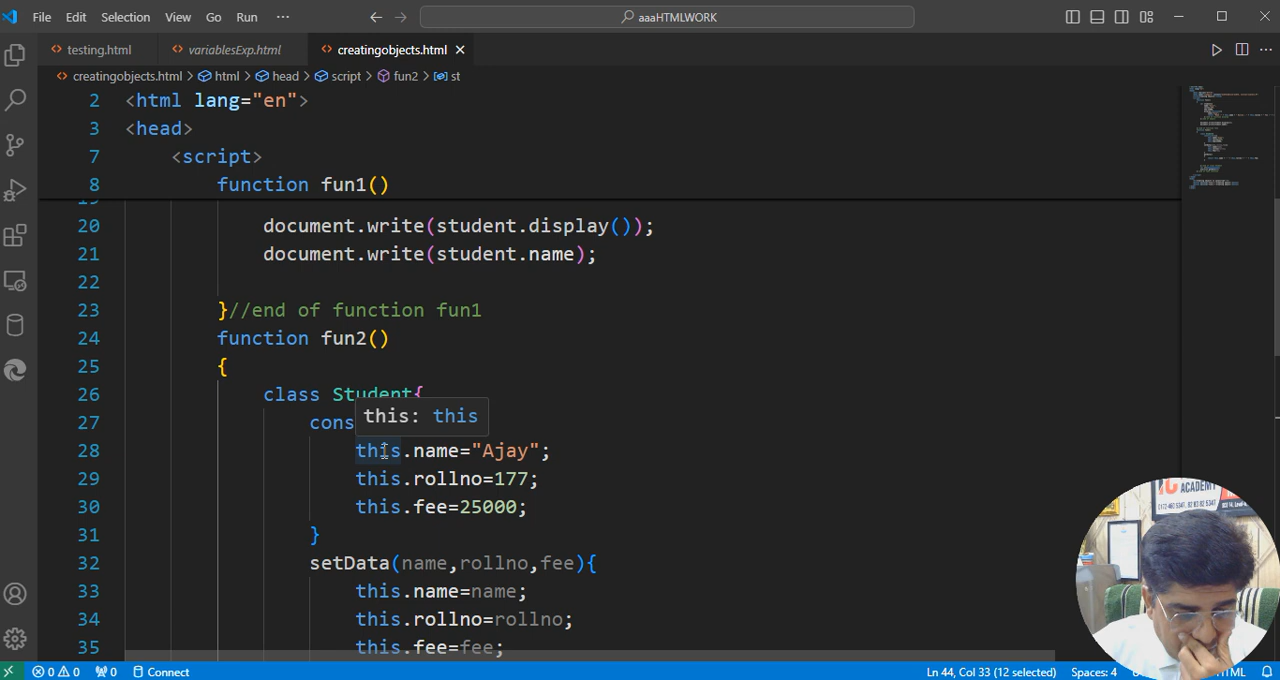 File Edit Selection View Go Run ··· aaaHTMLWORK
testing.html variablesExp.html creatingobjects.html
creatingobjects.html > html > head > script > fun2 > st
2 <html lang="en">
3 <head>
7 <script>
8 function fun1()
20 document.write(student.display());
21 document.write(student.name);
22
23 }//end of function fun1
24 function fun2()
25 {
26 class Student{
27 cons
this: this
28 this.name="Ajay";
29 this.rollno=177;
30 this.fee=25000;
31 }
32 setData(name,rollno,fee){
33 this.name=name;
34 this.rollno=rollno;
35 this.fee=fee;
ACADEMY
0 0 0 Connect Ln 44, Col 33 (12 selected) Spaces: 4 HTML